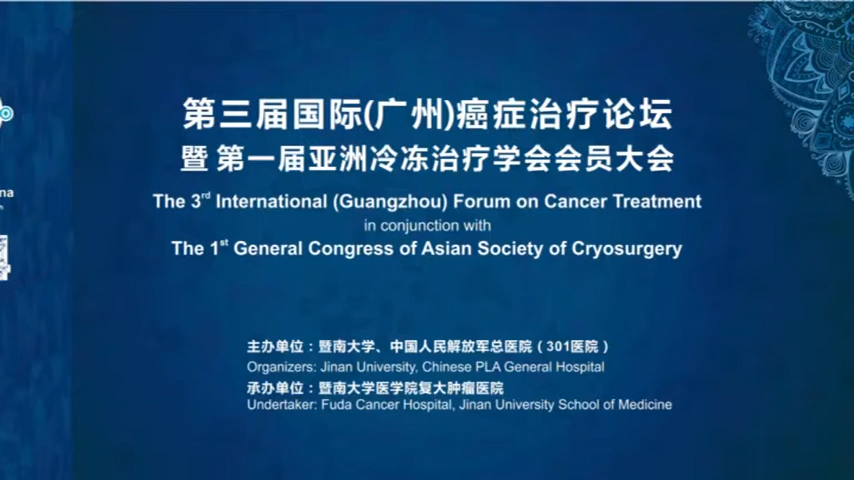 第三届国际(广州)癌症治疗论坛
暨 第一届亚洲冷冻治疗学会会员大会
The 3rd International (Guangzhou) Forum on Cancer Treatment
in conjunction with
The 1st General Congress of Asian Society of Cryosurgery
主办单位：暨南大学、中国人民解放军总医院（301医院）
Organizers: Jinan University, Chinese PLA General Hospital
承办单位：暨南大学医学院复大肿瘤医院
Undertaker: Fuda Cancer Hospital, Jinan University School of Medicine